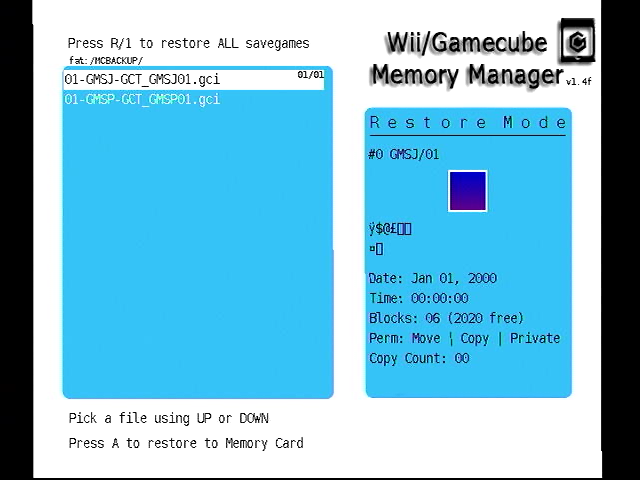 Press R/1 to restore ALL savegames
fat:/MCBACKUP/
01-GMSJ-GCT_GMSJ01.gci 01/01
01-GMSP-GCT_GMSP01.gci
Pick a file using UP or DOWN
Press A to restore to Memory Card
Wii/Gamecube
Memory Manager v1.4f
Restore Mode
#0 GMSJ/01
Date: Jan 01, 2000
Time: 00:00:00
Blocks: 06 (2020 free)
Perm: Move | Copy | Private
Copy Count: 00